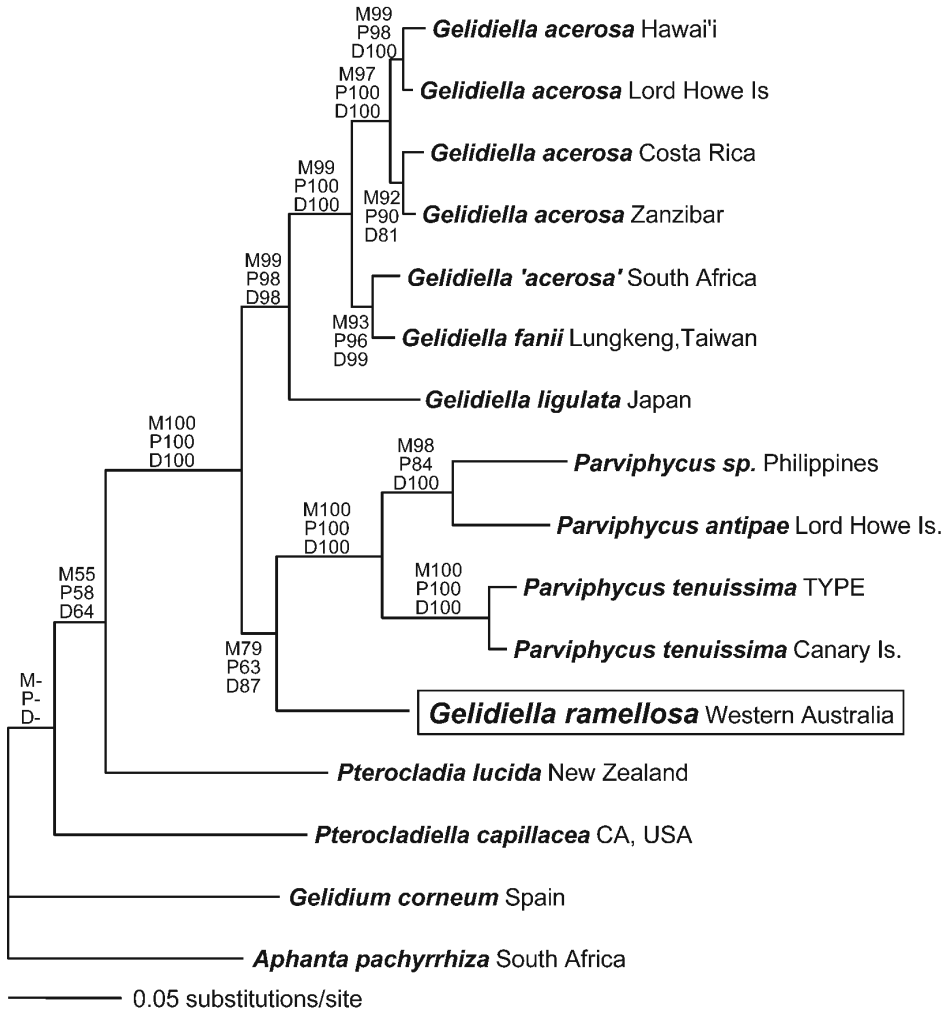 M99
P98
D100
Gelidiella acerosa Hawai'i
M97
P100
D100
Gelidiella acerosa Lord Howe Is
Gelidiella acerosa Costa Rica
M99
P100
D100
M92
P90
D81
Gelidiella acerosa Zanzibar
M99
P98
D98
Gelidiella 'acerosa' South Africa
M93
P96
D99
Gelidiella fanii Lungkeng,Taiwan
Gelidiella ligulata Japan
M100
P100
D100
M98
P84
D100
Parviphycus sp. Philippines
M100
P100
D100
Parviphycus antipae Lord Howe Is.
M100
P100
D100
Parviphycus tenuissima TYPE
M55
P58
D64
Parviphycus tenuissima Canary Is.
M79
P63
D87
M-
P-
D-
Gelidiella ramellosa Western Australia
Pterocladia lucida New Zealand
Pterocladiella capillacea CA, USA
Gelidium corneum Spain
Aphanta pachyrrhiza South Africa
0.05 substitutions/site